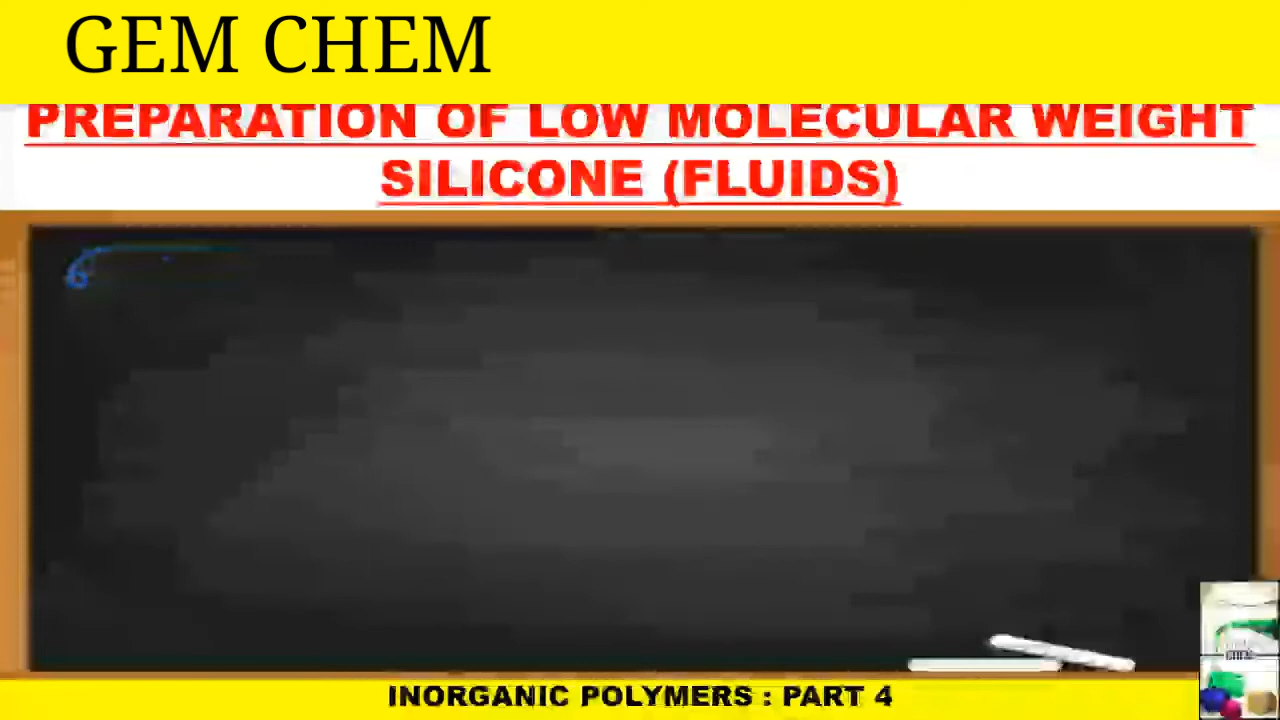 GEM CHEM
PREPARATION OF LOW MOLECULAR WEIGHT
SILICONE (FLUIDS)
INORGANIC POLYMERS : PART 4